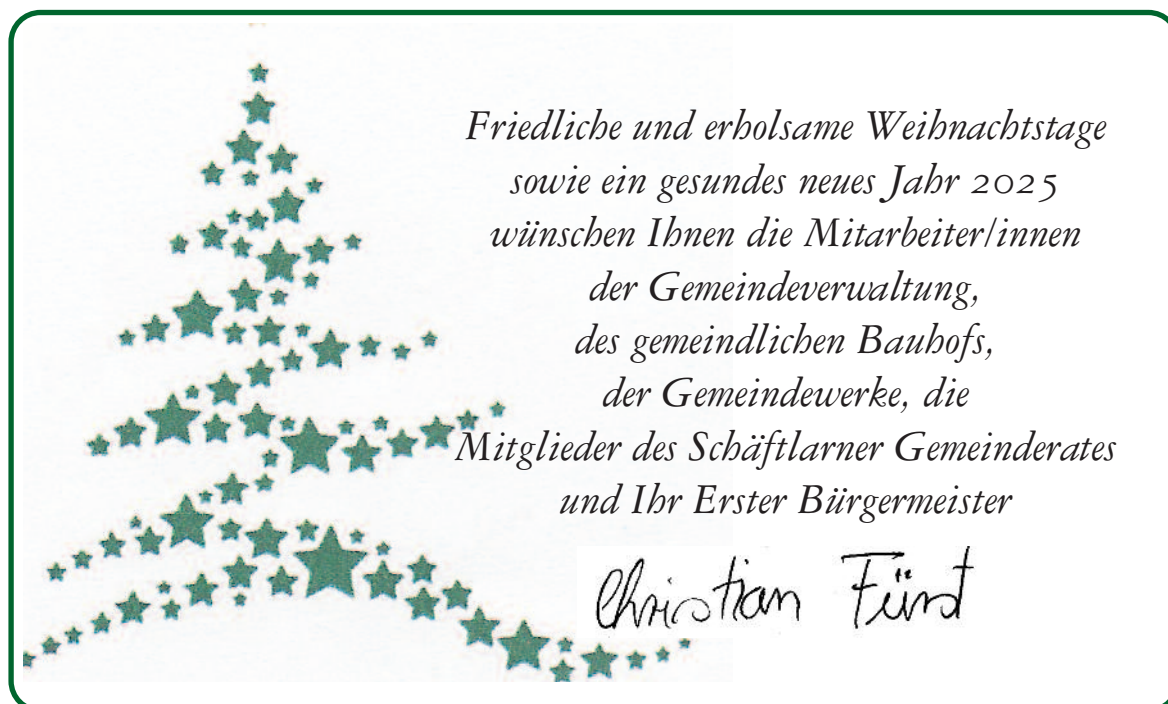 Friedliche und erholsame Weihnachtstage
sowie ein gesundes neues Jahr 2025
wünschen Ihnen die Mitarbeiter/innen
der Gemeindeverwaltung,
des gemeindlichen Bauhofs,
der Gemeindewerke, die
Mitglieder des Schäftlarner Gemeinderates
und Ihr Erster Bürgermeister
Christian Fürst